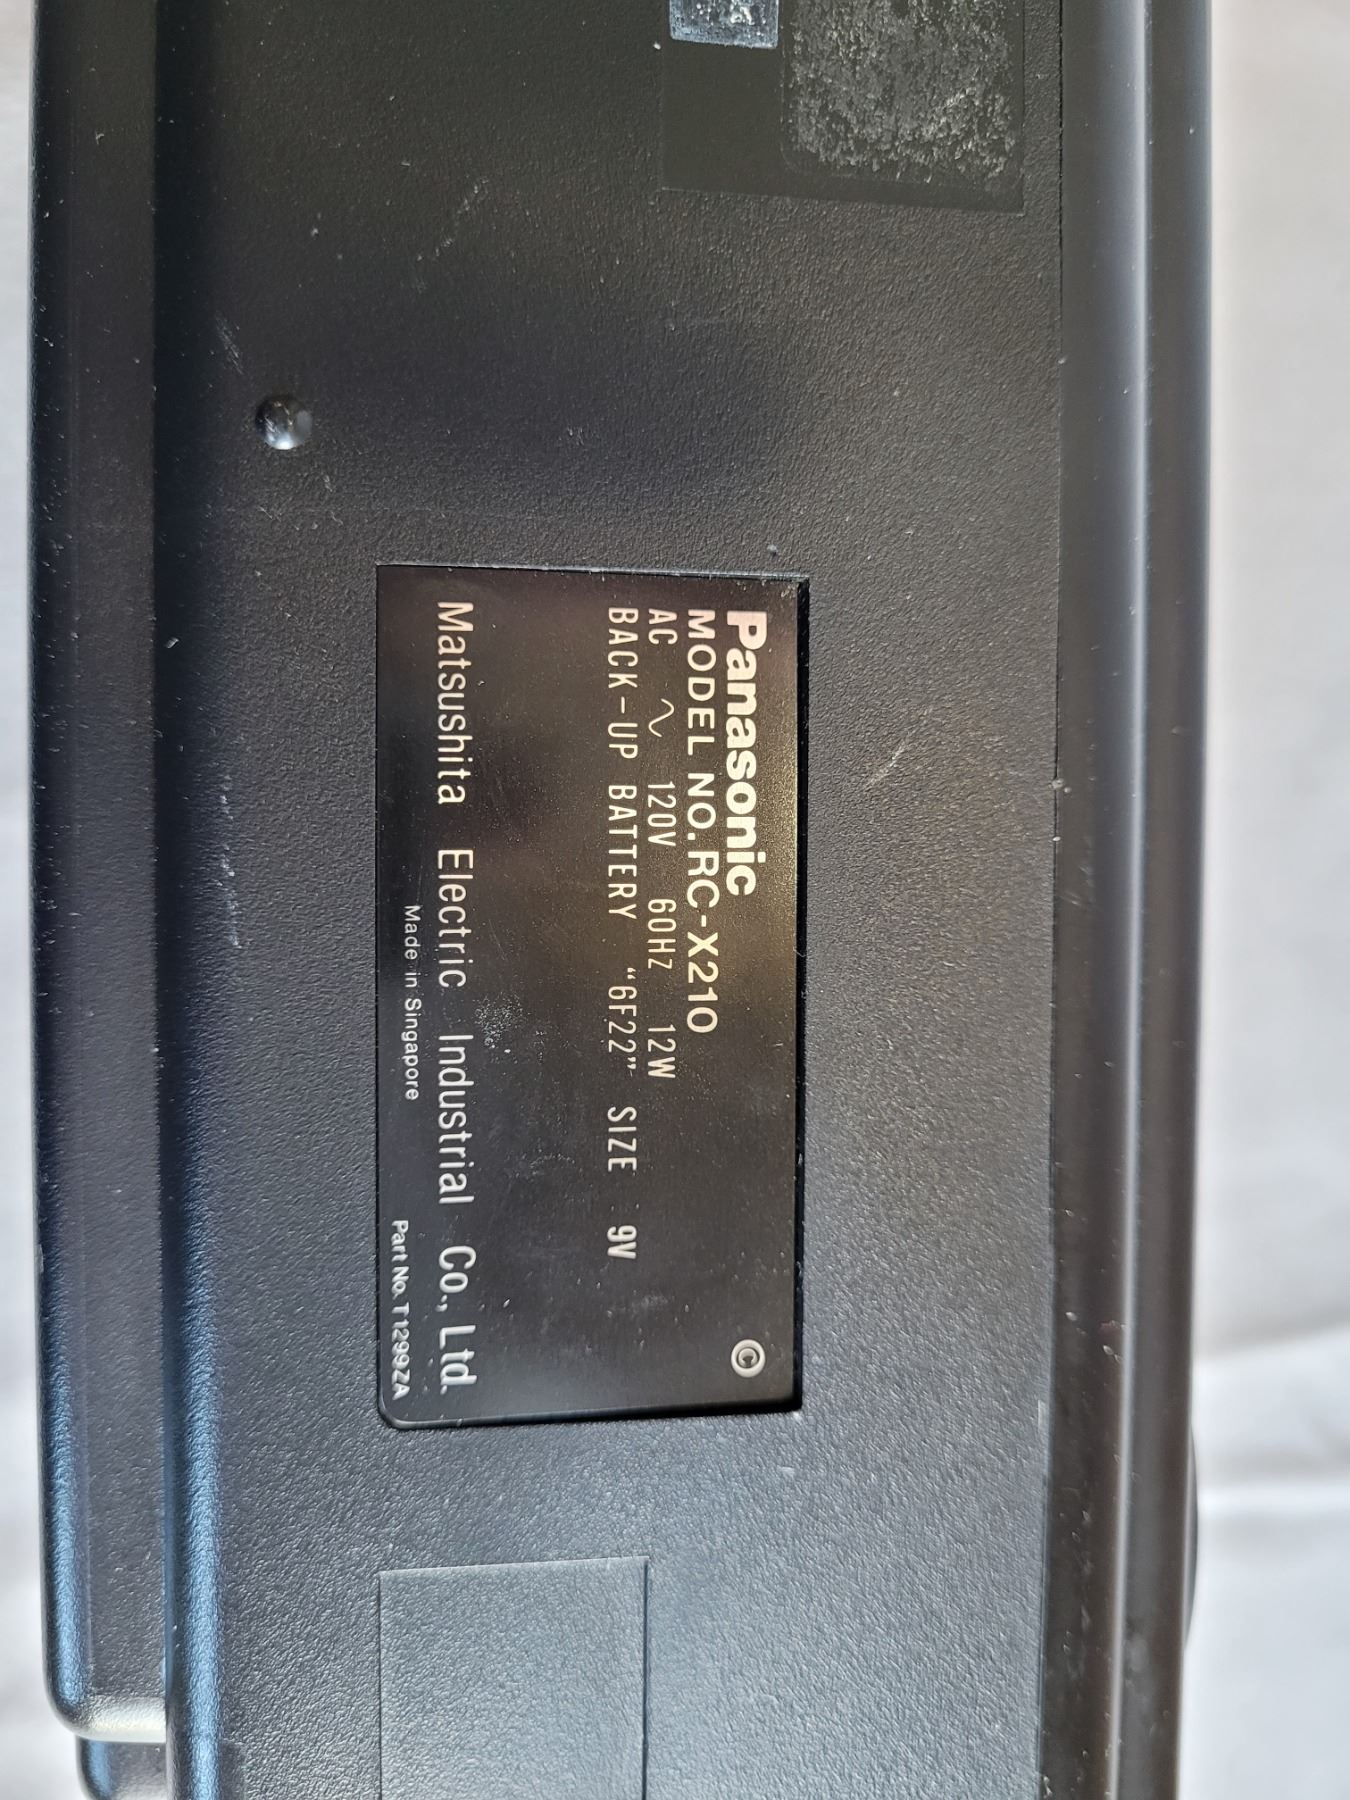 Panasonic ©
MODEL NO. RC-X210
AC ∿ 120V 60HZ 12W
BACK-UP BATTERY “6F22” SIZE 9V
Matsushita Electric Industrial Co., Ltd.
Made in Singapore Part No. T1299ZA